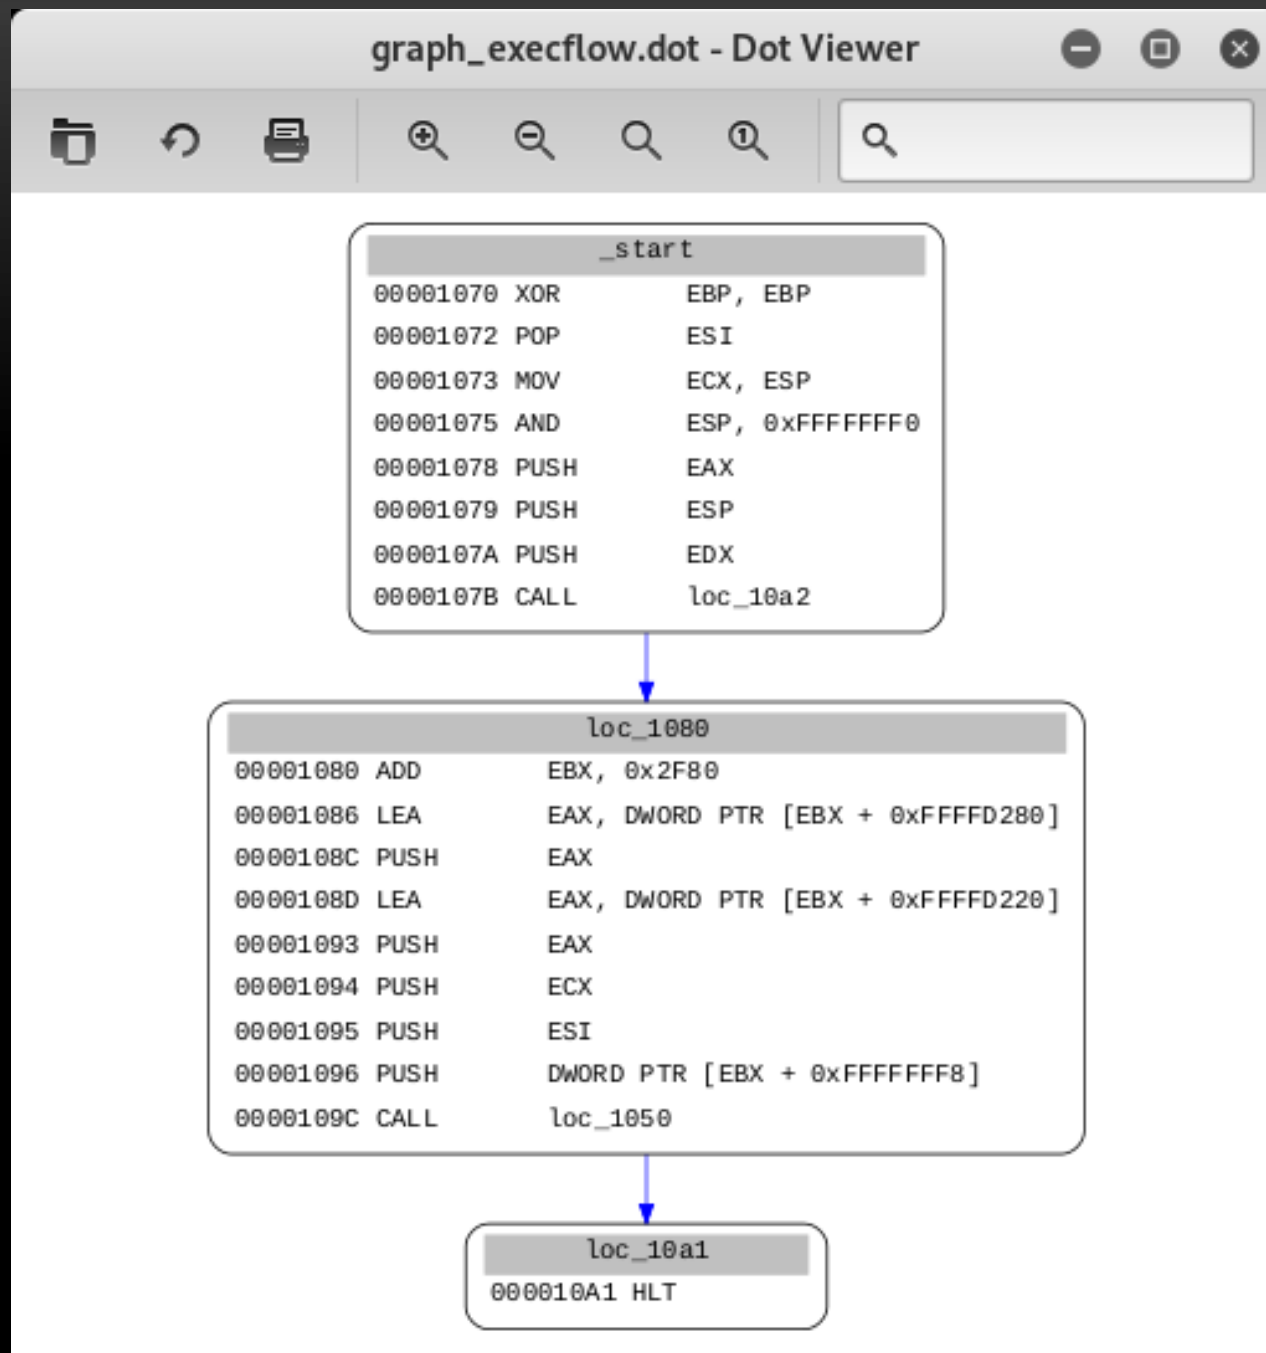 graph_execflow.dot - Dot Viewer
1
_start
00001070 XOR EBP, EBP
00001072 POP ESI
00001073 MOV ECX, ESP
00001075 AND ESP, 0xFFFFFFF0
00001078 PUSH EAX
00001079 PUSH ESP
0000107A PUSH EDX
0000107B CALL loc_10a2
loc_1080
00001080 ADD EBX, 0x2F80
00001086 LEA EAX, DWORD PTR [EBX + 0xFFFFD280]
0000108C PUSH EAX
0000108D LEA EAX, DWORD PTR [EBX + 0xFFFFD220]
00001093 PUSH EAX
00001094 PUSH ECX
00001095 PUSH ESI
00001096 PUSH DWORD PTR [EBX + 0xFFFFFFF8]
0000109C CALL loc_1050
loc_10a1
000010A1 HLT